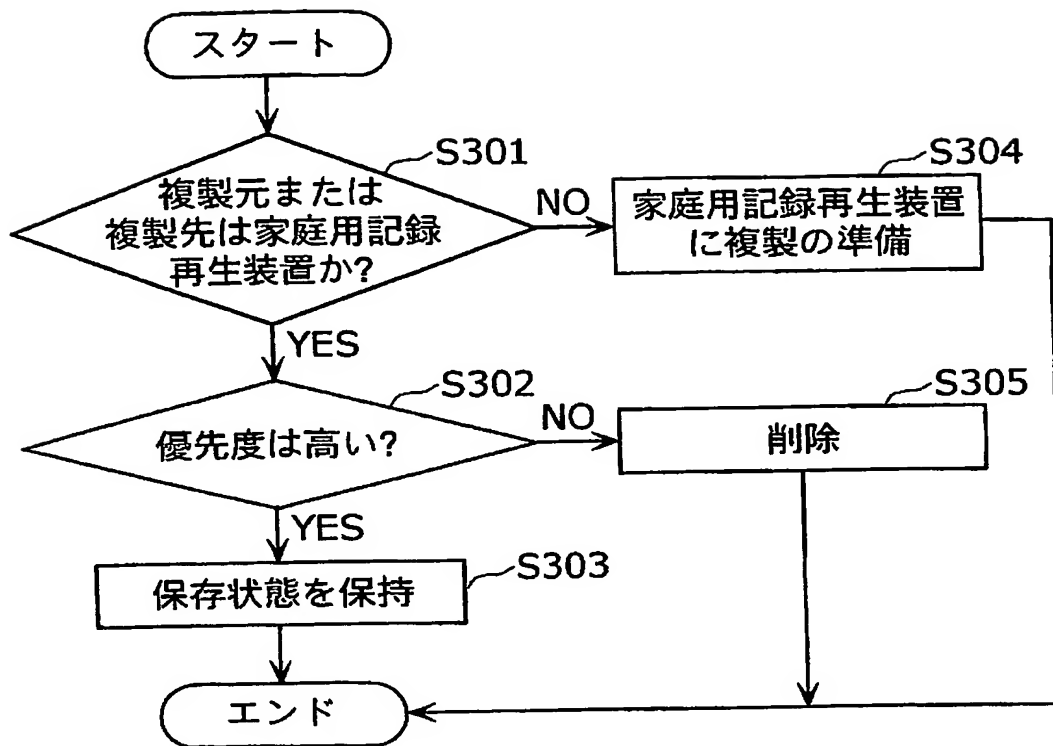 スタート
S301
複製元または
複製先は家庭用記録
再生装置か?
NO
S304
家庭用記録再生装置
に複製の準備
YES
S302
優先度は高い?
NO
S305
削除
YES
S303
保存状態を保持
エンド